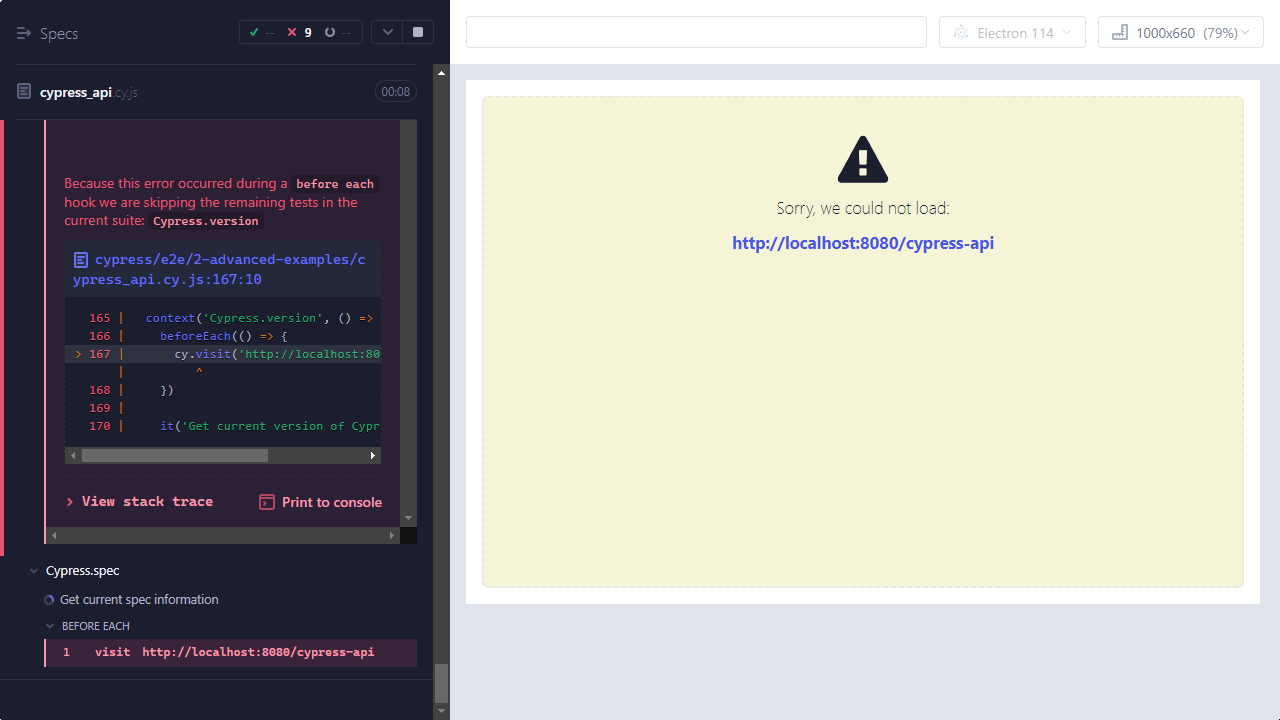 Specs
-- 9 --
cypress_api.cy.js
00:08
Because this error occurred during a before each
hook we are skipping the remaining tests in the
current suite: Cypress.version
cypress/e2e/2-advanced-examples/c
ypress_api.cy.js:167:10
165 | context('Cypress.version', () =>
166 | beforeEach(() => {
> 167 | cy.visit('http://localhost:80
| ^
168 | })
169 |
170 | it('Get current version of Cypr
View stack trace
Print to console
Cypress.spec
Get current spec information
BEFORE EACH
1 visit http://localhost:8080/cypress-api
Electron 114
1000x660 (79%)
Sorry, we could not load:
http://localhost:8080/cypress-api